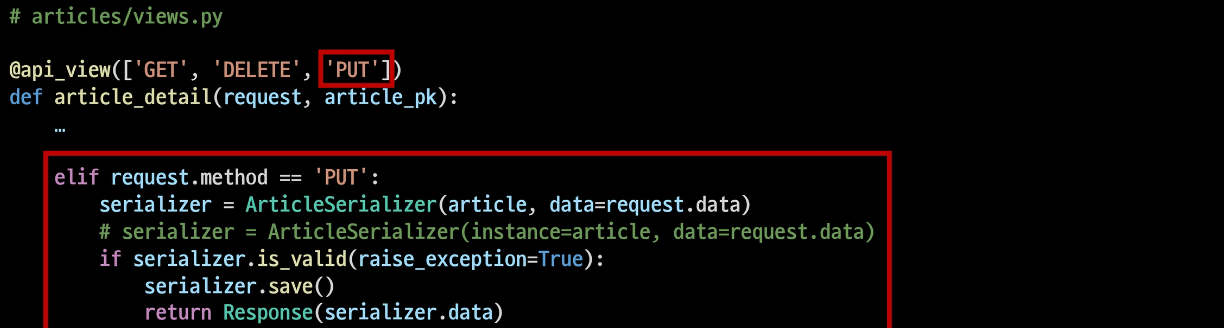 # articles/views.py
@api_view(['GET', 'DELETE', 'PUT'])
def article_detail(request, article_pk):
…
elif request.method == 'PUT':
serializer = ArticleSerializer(article, data=request.data)
# serializer = ArticleSerializer(instance=article, data=request.data)
if serializer.is_valid(raise_exception=True):
serializer.save()
return Response(serializer.data)